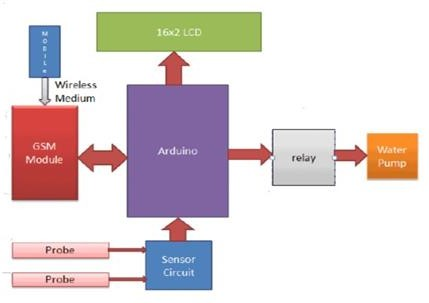 16x2 LCD
MOBILE
Wireless
Medium
GSM
Module
Arduino
relay
Water
Pump
Probe
Probe
Sensor
Circuit